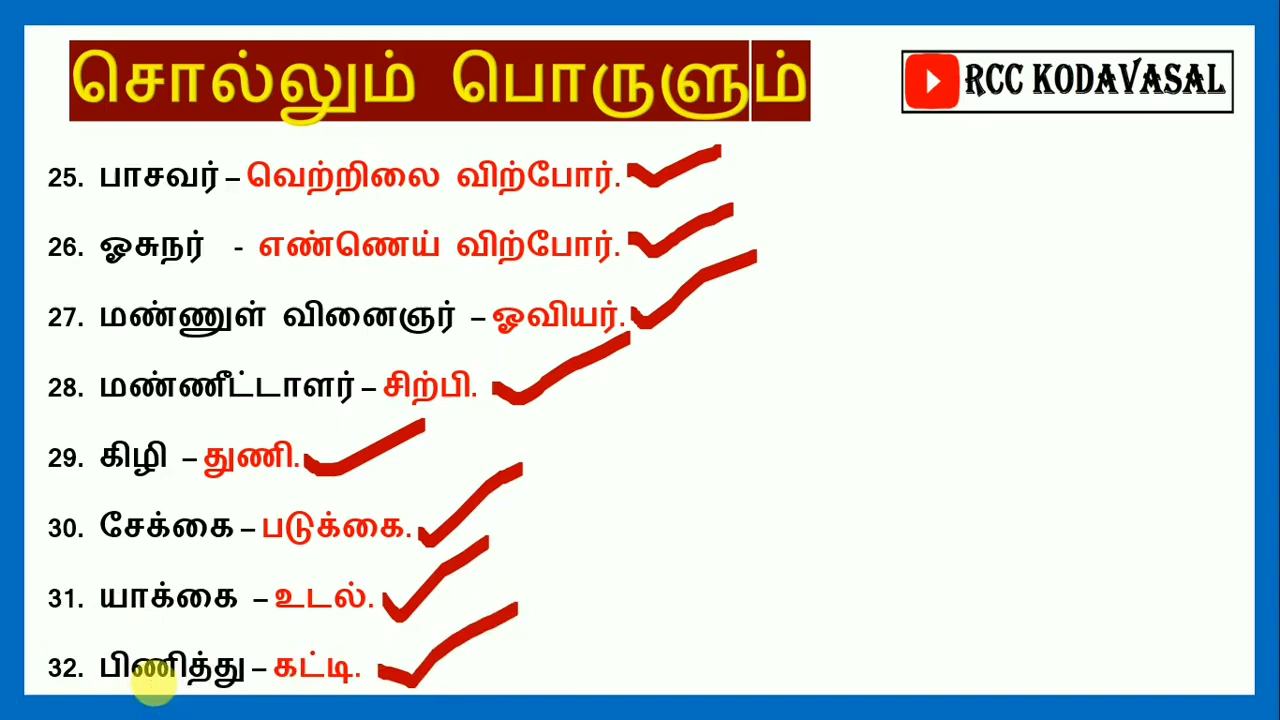 சொல்லும் பொருளும்
RCC KODAVASAL
25. பாசவர் – வெற்றிலை விற்போர்.
26. ஓசுநர் - எண்ணெய் விற்போர்.
27. மண்ணுள் வினைஞர் – ஓவியர்.
28. மண்ணீட்டாளர் – சிற்பி.
29. கிழி – துணி.
30. சேக்கை – படுக்கை.
31. யாக்கை – உடல்.
32. பிணித்து – கட்டி.